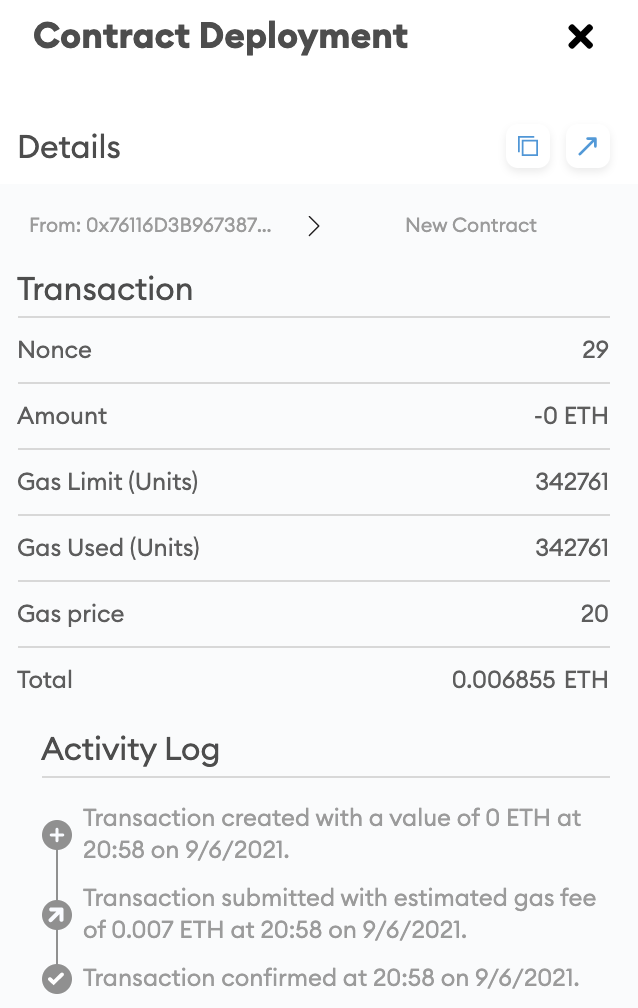 Contract Deployment
Details
From: 0x76116D3B967387... New Contract
Transaction
Nonce 29
Amount -0 ETH
Gas Limit (Units) 342761
Gas Used (Units) 342761
Gas price 20
Total 0.006855 ETH
Activity Log
Transaction created with a value of 0 ETH at
20:58 on 9/6/2021.
Transaction submitted with estimated gas fee
of 0.007 ETH at 20:58 on 9/6/2021.
Transaction confirmed at 20:58 on 9/6/2021.